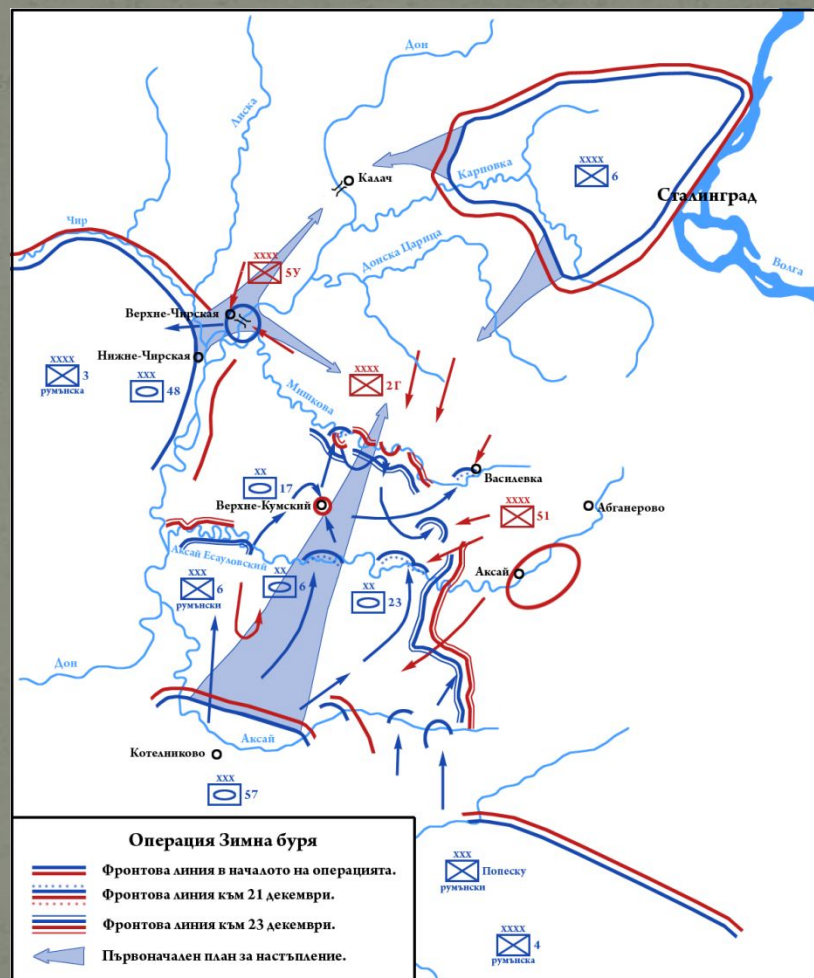 Дон
Лиска
Калач
Карповка
XXXX
6
Сталинград
Чир
Донска Царица
Волга
XXXX
5У
Верхне-Чирская
Нижне-Чирская
XXXX
3
румънска
XXX
48
XXXX
2Г
Мишкова
XX
17
Василевка
Верхне-Кумский
XXXX
51
Абганерово
Аксай Есауловский
Аксай
XXX
6
румънски
XX
6
XX
23
Дон
Аксай
Котелниково
XXX
57
XXX
Попеску
румънски
XXXX
4
румънска
Операция Зимна буря
Фронтова линия в началото на операцията.
Фронтова линия към 21 декември.
Фронтова линия към 23 декември.
Първоначален план за настъпление.